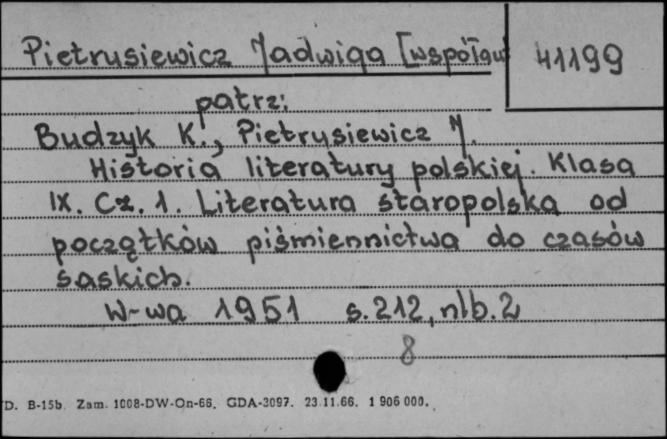 Pietrusiewicz Jadwiga [współaut
41199
patrz:
Budzyk K., Pietrusiewicz J.
Historia literatury polskiej. Klasa
IX. Cz. 1. Literatura staropolska od
początków piśmiennictwa do czasów
saskich.
W-wa 1951 s. 212, nlb. 2
8
D. B-15b. Zam. 1008-DW-On-66. GDA-3097. 23.11.66. 1 906 000.